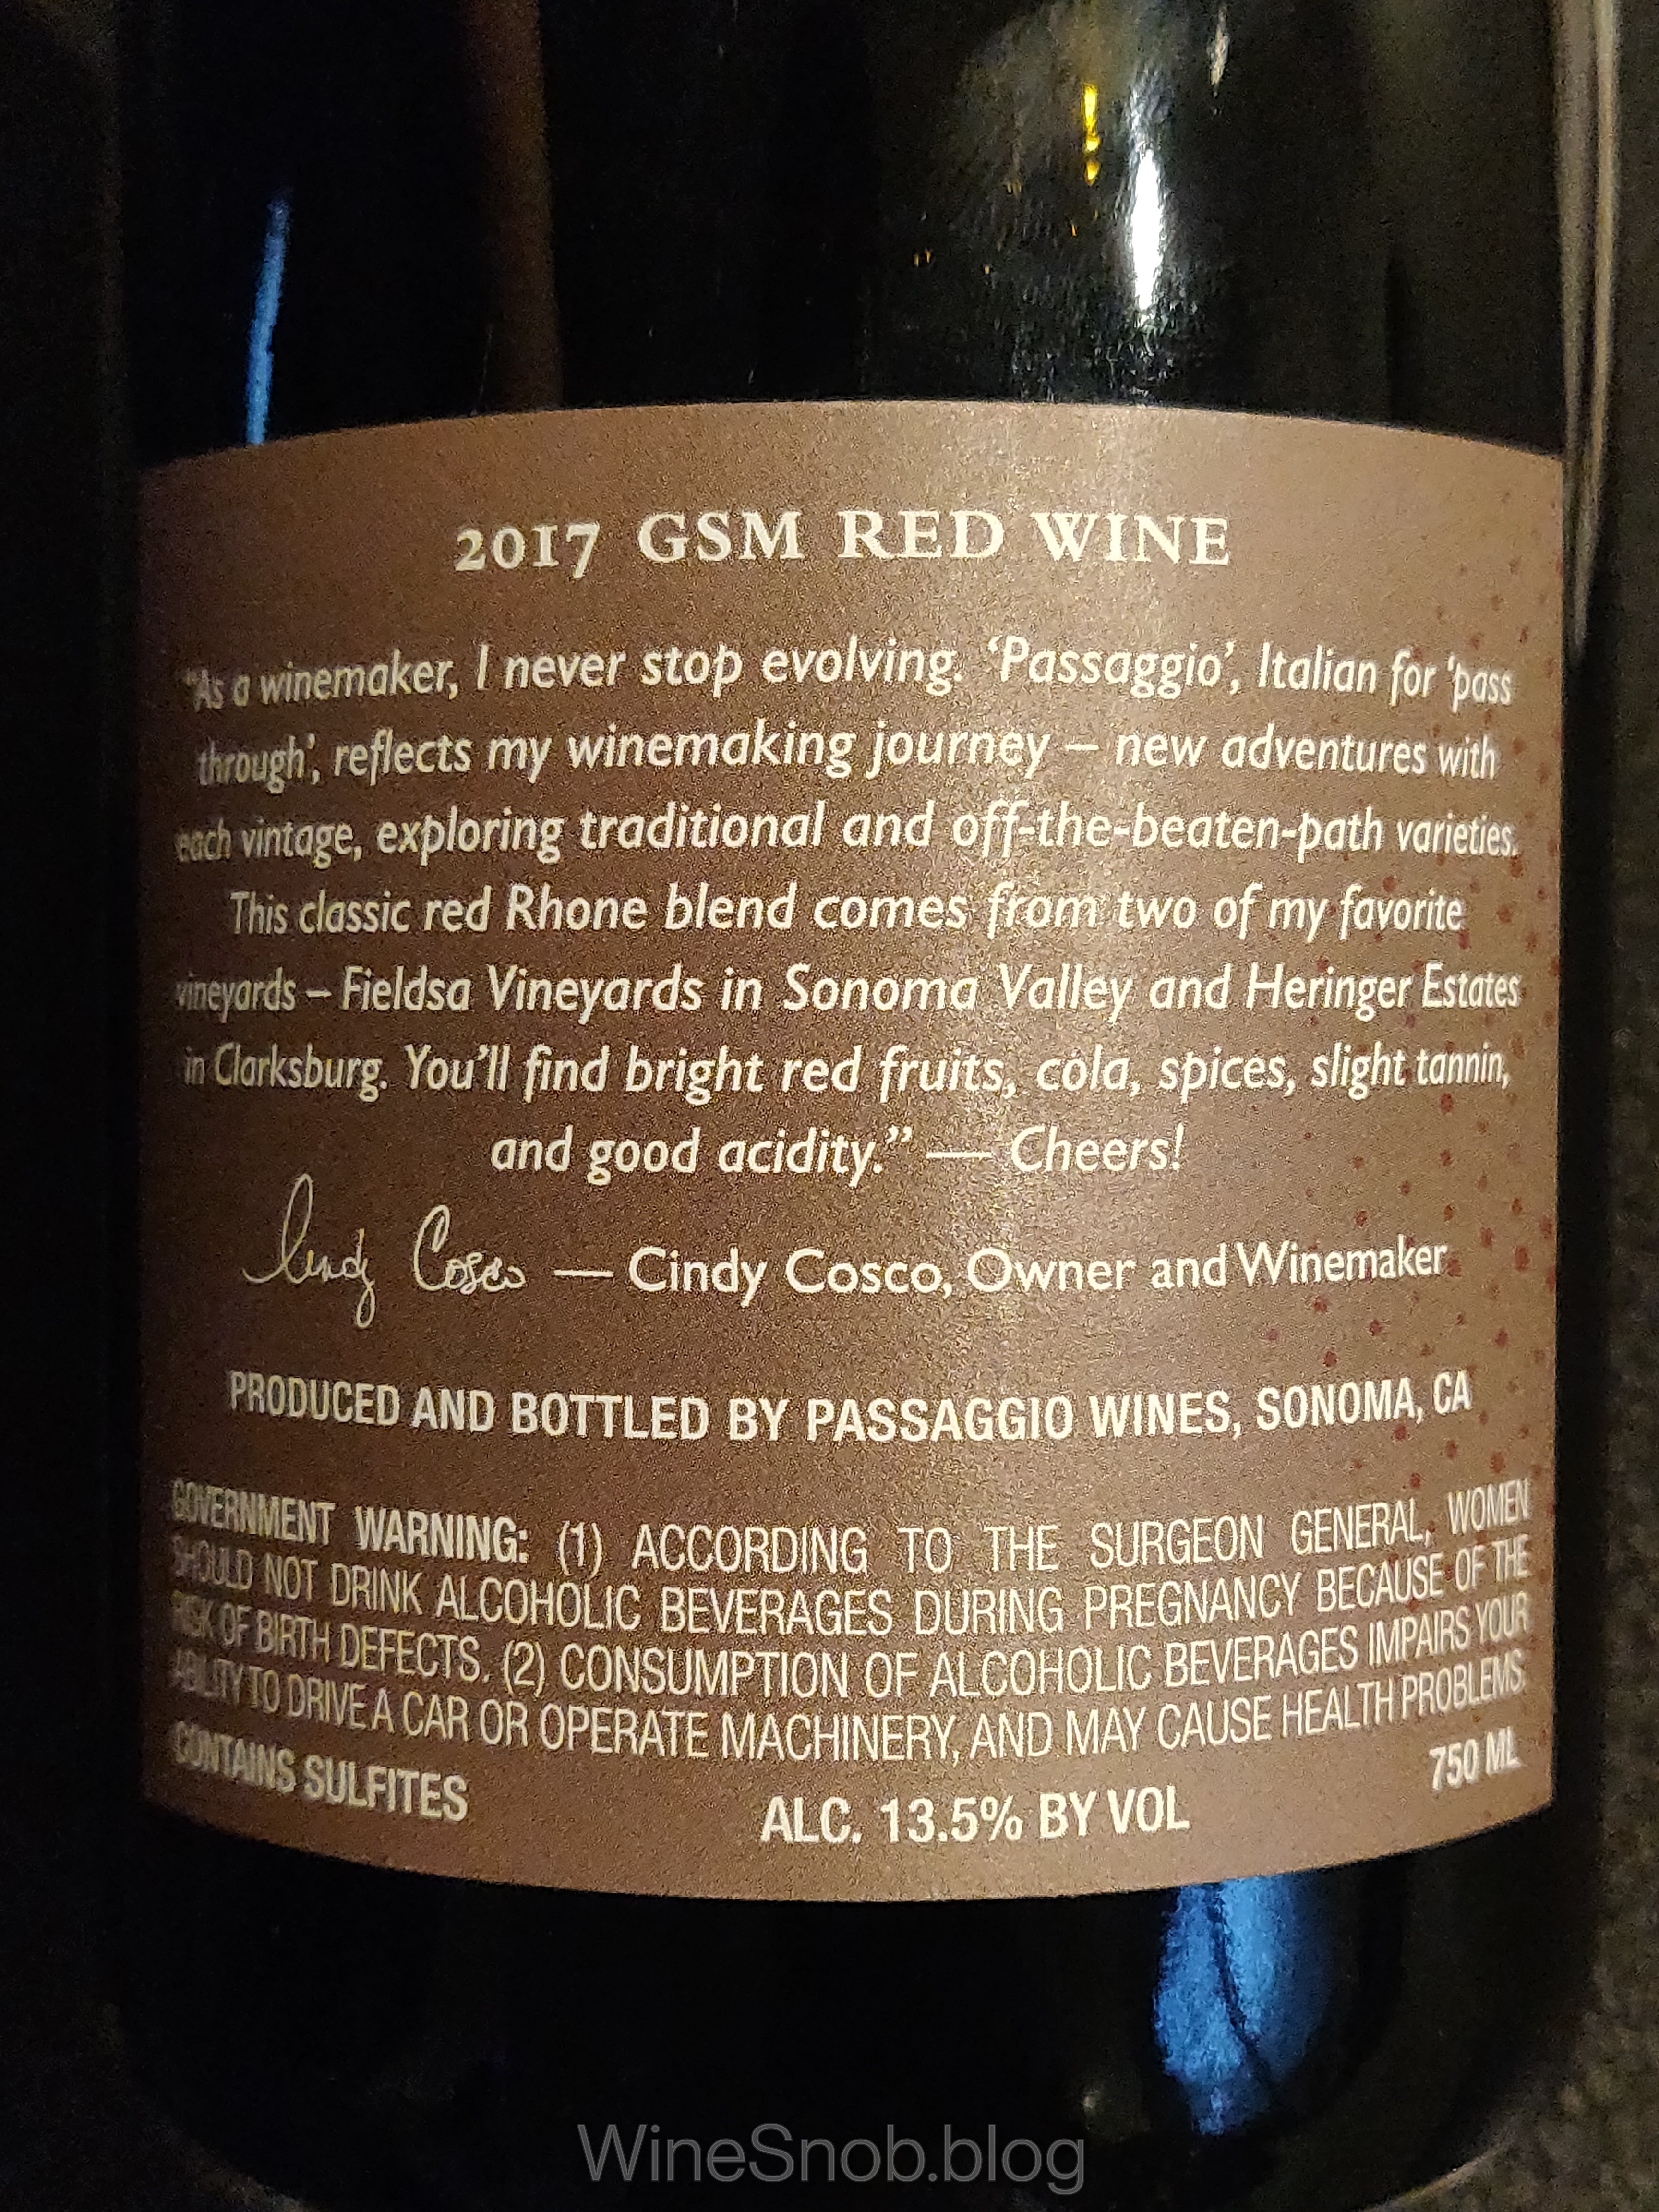 2017 GSM RED WINE
"As a winemaker, I never stop evolving. 'Passaggio', Italian for 'pass
through', reflects my winemaking journey – new adventures with
each vintage, exploring traditional and off-the-beaten-path varieties.
This classic red Rhone blend comes from two of my favorite
vineyards – Fieldsa Vineyards in Sonoma Valley and Heringer Estates
in Clarksburg. You'll find bright red fruits, cola, spices, slight tannin,
and good acidity." — Cheers!
Cindy Cosco — Cindy Cosco, Owner and Winemaker
PRODUCED AND BOTTLED BY PASSAGGIO WINES, SONOMA, CA
GOVERNMENT WARNING: (1) ACCORDING TO THE SURGEON GENERAL, WOMEN
SHOULD NOT DRINK ALCOHOLIC BEVERAGES DURING PREGNANCY BECAUSE OF THE
RISK OF BIRTH DEFECTS. (2) CONSUMPTION OF ALCOHOLIC BEVERAGES IMPAIRS YOUR
ABILITY TO DRIVE A CAR OR OPERATE MACHINERY, AND MAY CAUSE HEALTH PROBLEMS.
CONTAINS SULFITES ALC. 13.5% BY VOL 750 ML
WineSnob.blog